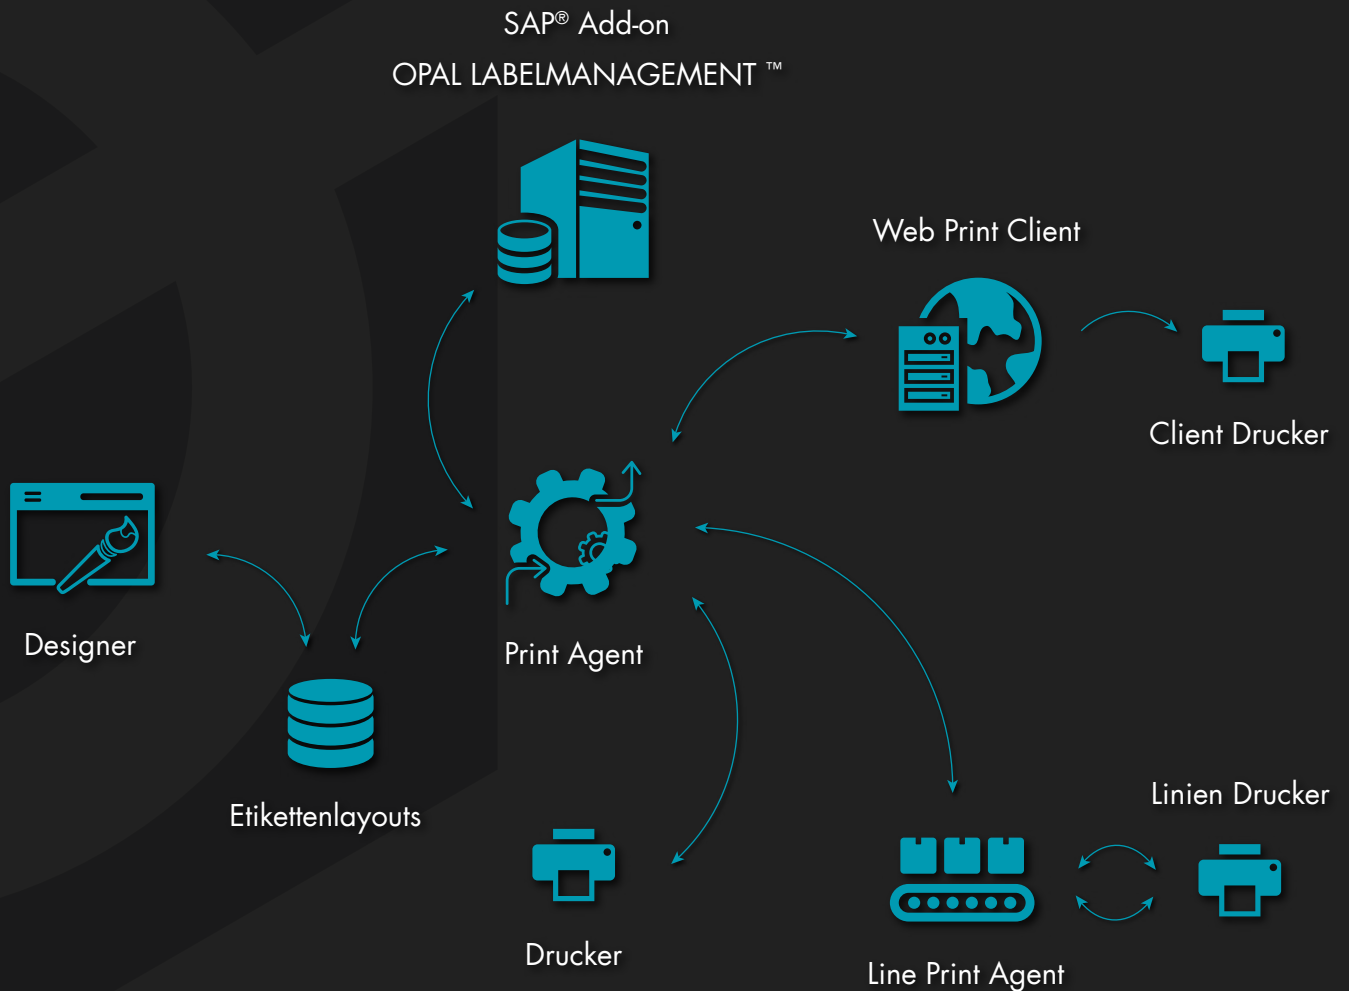 SAP® Add-on
OPAL LABELMANAGEMENT ™
Web Print Client
Client Drucker
Designer
Print Agent
Etikettenlayouts
Linien Drucker
Drucker
Line Print Agent